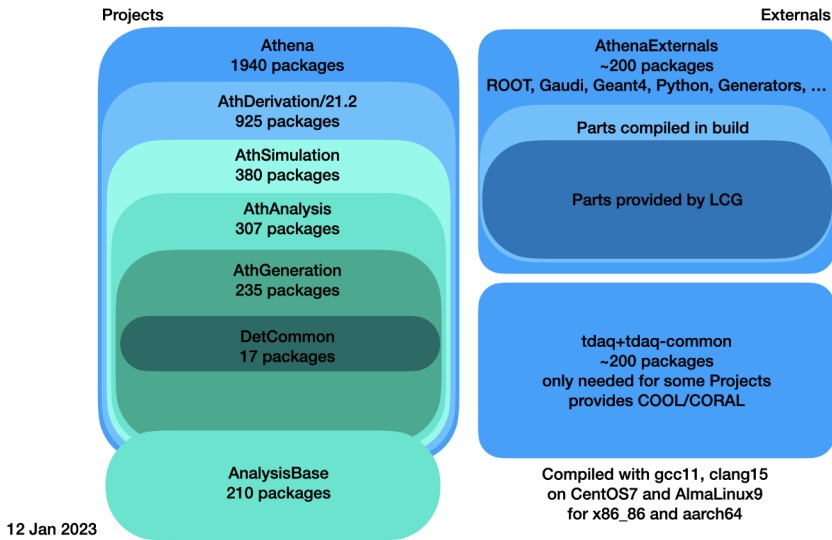 Projects
Athena
1940 packages
AthDerivation/21.2
925 packages
AthSimulation
380 packages
AthAnalysis
307 packages
AthGeneration
235 packages
DetCommon
17 packages
AnalysisBase
210 packages
12 Jan 2023
Externals
AthenaExternals
~200 packages
ROOT, Gaudi, Geant4, Python, Generators, …
Parts compiled in build
Parts provided by LCG
tdaq+tdaq-common
~200 packages
only needed for some Projects
provides COOL/CORAL
Compiled with gcc11, clang15
on CentOS7 and AlmaLinux9
for x86_86 and aarch64